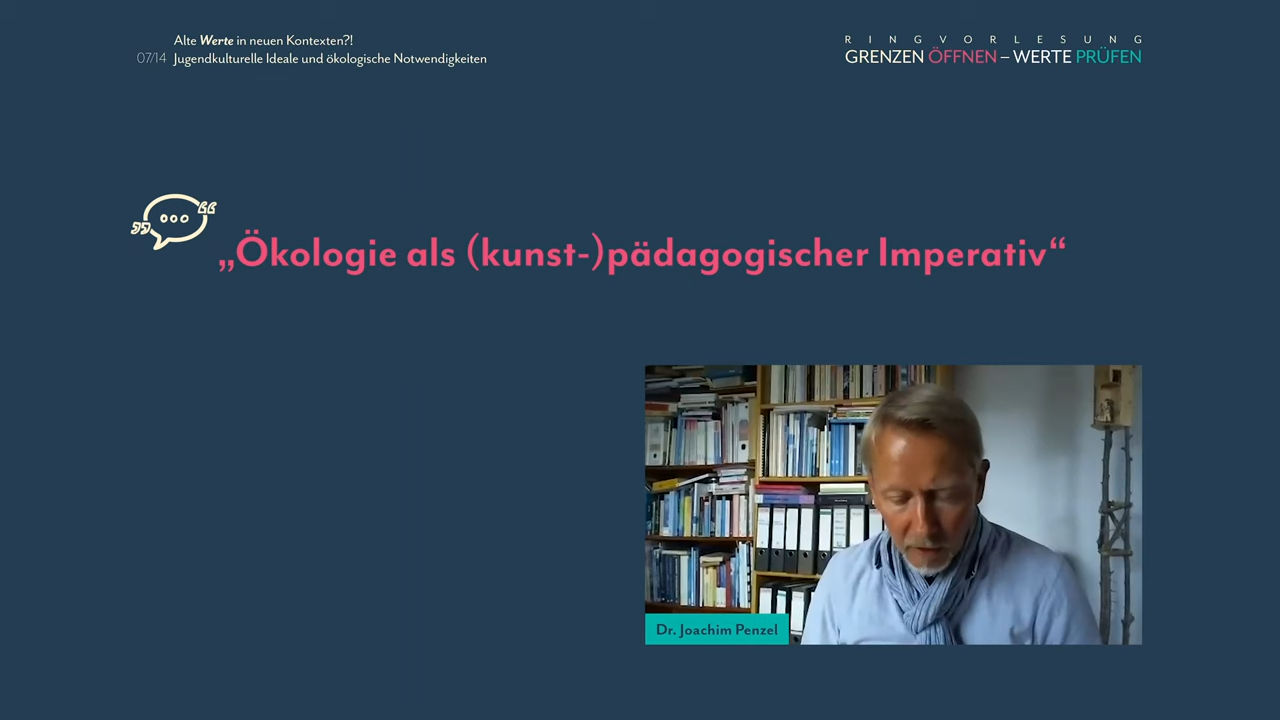 Alte Werte in neuen Kontexten?!
07/14 Jugendkulturelle Ideale und ökologische Notwendigkeiten
RINGVORLESUNG
GRENZEN ÖFFNEN – WERTE PRÜFEN
„Ökologie als (kunst-)pädagogischer Imperativ“
Dr. Joachim Penzel